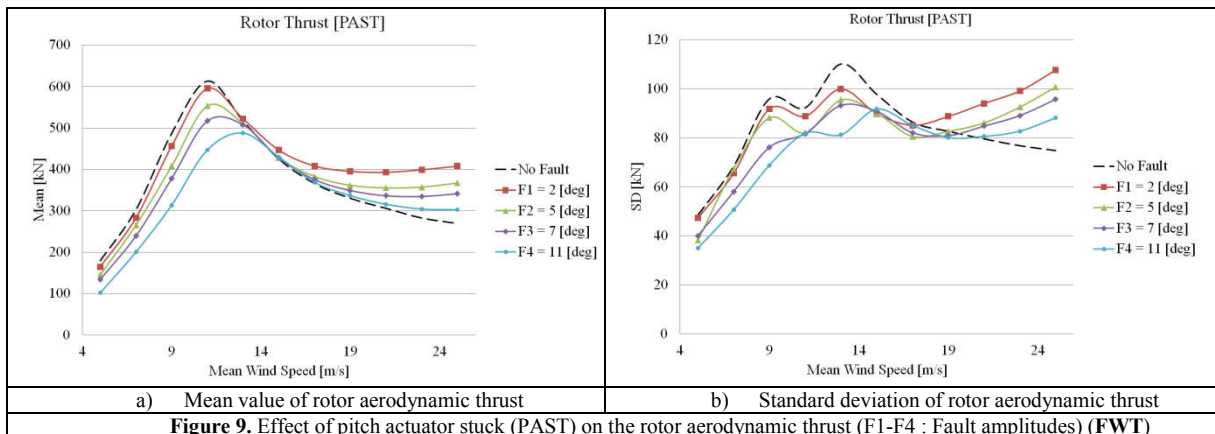 Rotor Thrust [PAST]
700
600
500
400
300
200
100
0
Mean [kN]
4 9 14 19 24
Mean Wind Speed [m/s]
No Fault
F1 = 2 [deg]
F2 = 5 [deg]
F3 = 7 [deg]
F4 = 11 [deg]
Rotor Thrust [PAST]
120
100
80
60
40
20
0
SD [kN]
4 9 14 19 24
Mean Wind Speed [m/s]
No Fault
F1 = 2 [deg]
F2 = 5 [deg]
F3 = 7 [deg]
F4 = 11 [deg]
a) Mean value of rotor aerodynamic thrust
b) Standard deviation of rotor aerodynamic thrust
Figure 9. Effect of pitch actuator stuck (PAST) on the rotor aerodynamic thrust (F1-F4 : Fault amplitudes) (FWT)